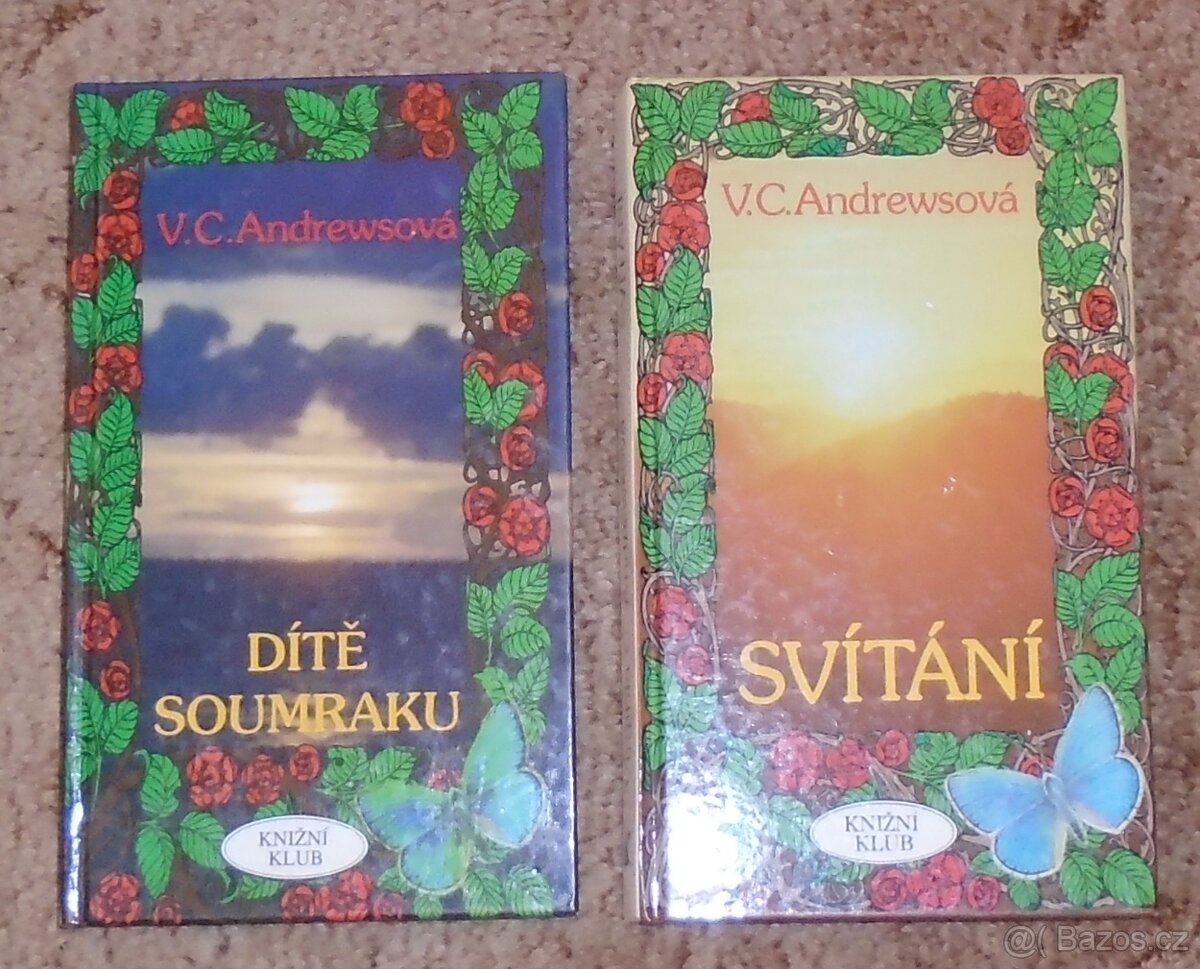 V.C.Andrewsová
DÍTĚ
SOUMRAKU
KNIŽNÍ
KLUB
V.C.Andrewsová
SVÍTÁNÍ
KNIŽNÍ
KLUB
@( Bazos.cz